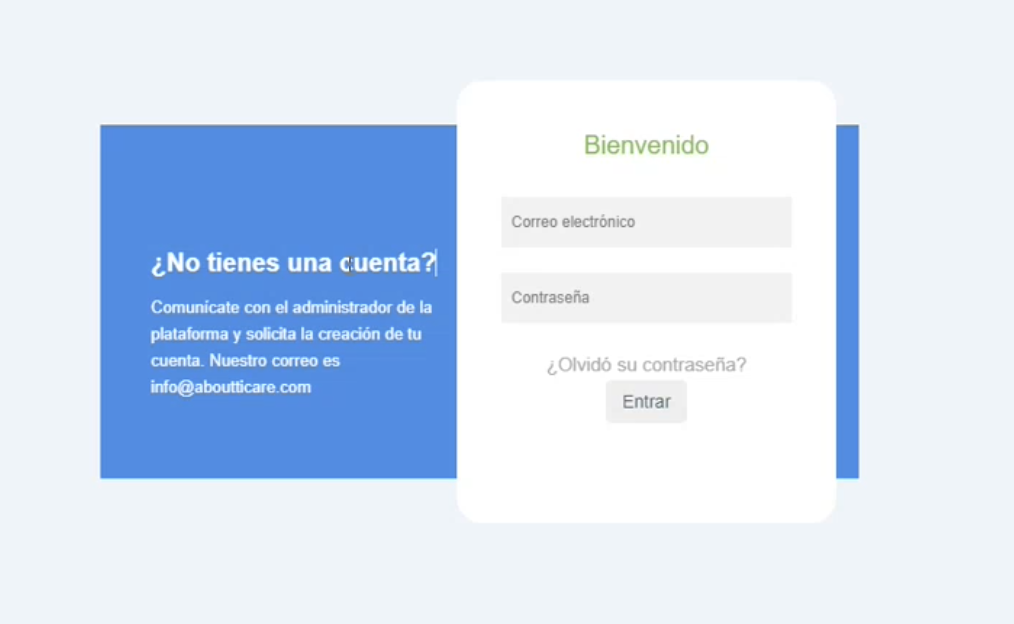 ¿No tienes una cuenta?
Comunícate con el administrador de la
plataforma y solicita la creación de tu
cuenta. Nuestro correo es
info@aboutticare.com
Bienvenido
Correo electrónico
Contraseña
¿Olvidó su contraseña?
Entrar